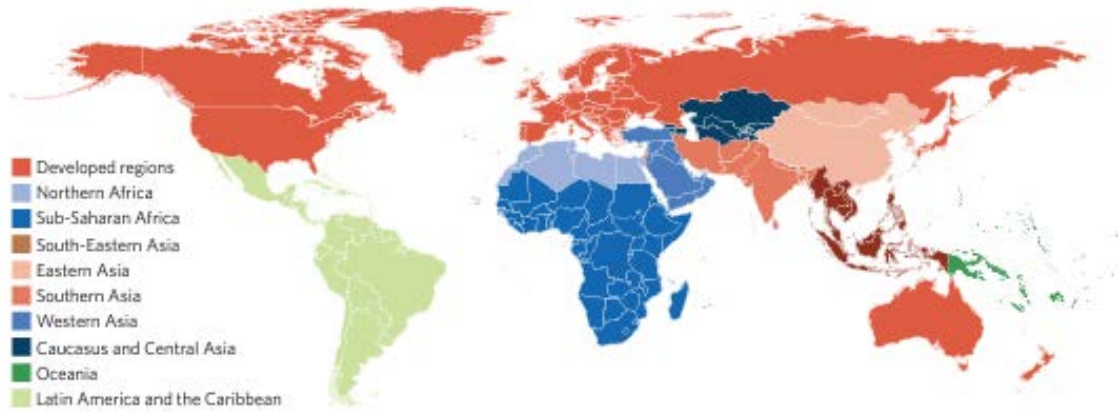 Developed regions
Northern Africa
Sub-Saharan Africa
South-Eastern Asia
Eastern Asia
Southern Asia
Western Asia
Caucasus and Central Asia
Oceania
Latin America and the Caribbean